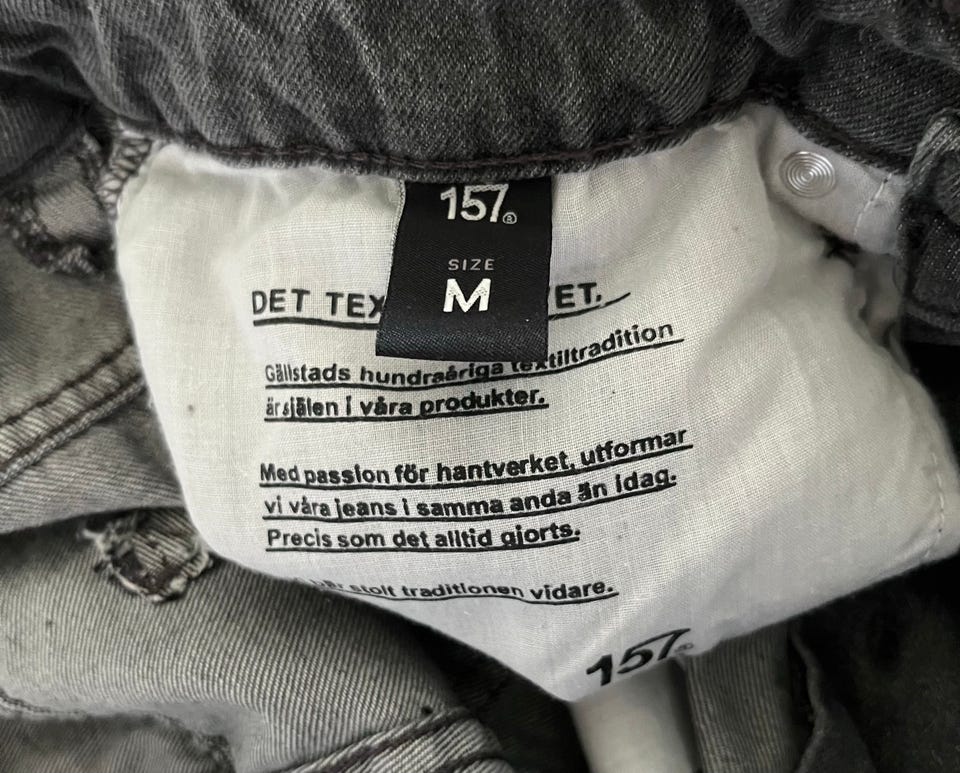 157®
SIZE
M
DET TEX ET.
Gällstads hundraåriga textiltradition
är själen i våra produkter.
Med passion för hantverket, utformar
vi våra jeans i samma anda än idag.
Precis som det alltid gjorts.
stolt traditionen vidare.
157®